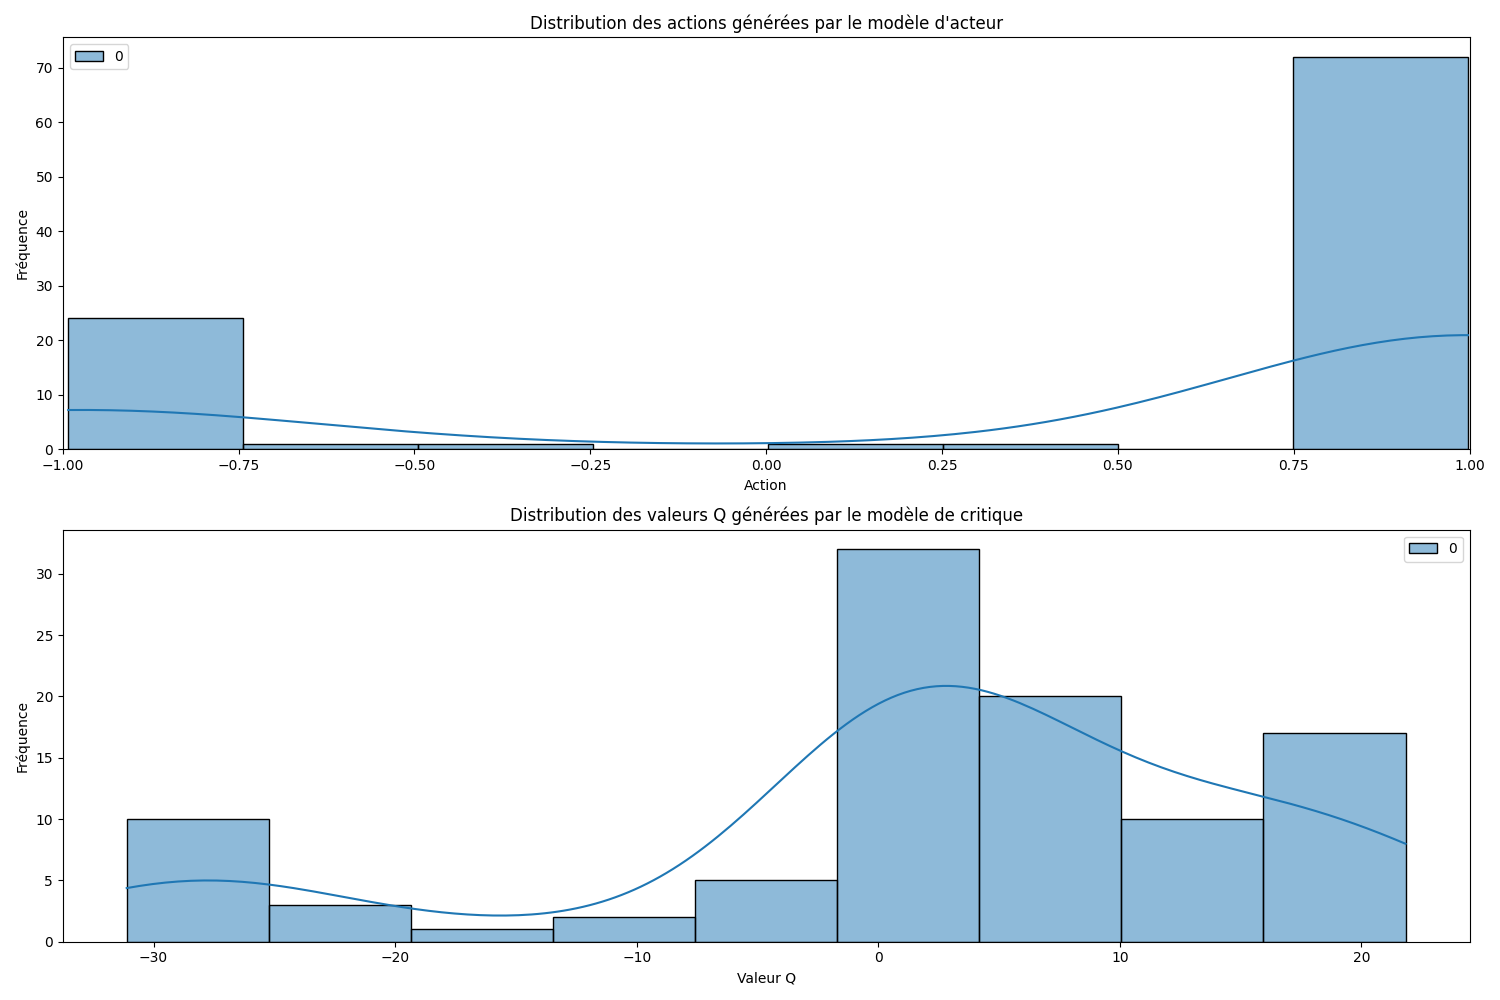 Distribution des actions générées par le modèle d'acteur
0
70
60
50
40
30
20
10
0
Fréquence
−1.00 −0.75 −0.50 −0.25 0.00 0.25 0.50 0.75 1.00
Action
Distribution des valeurs Q générées par le modèle de critique
0
30
25
20
15
10
5
0
Fréquence
−30 −20 −10 0 10 20
Valeur Q